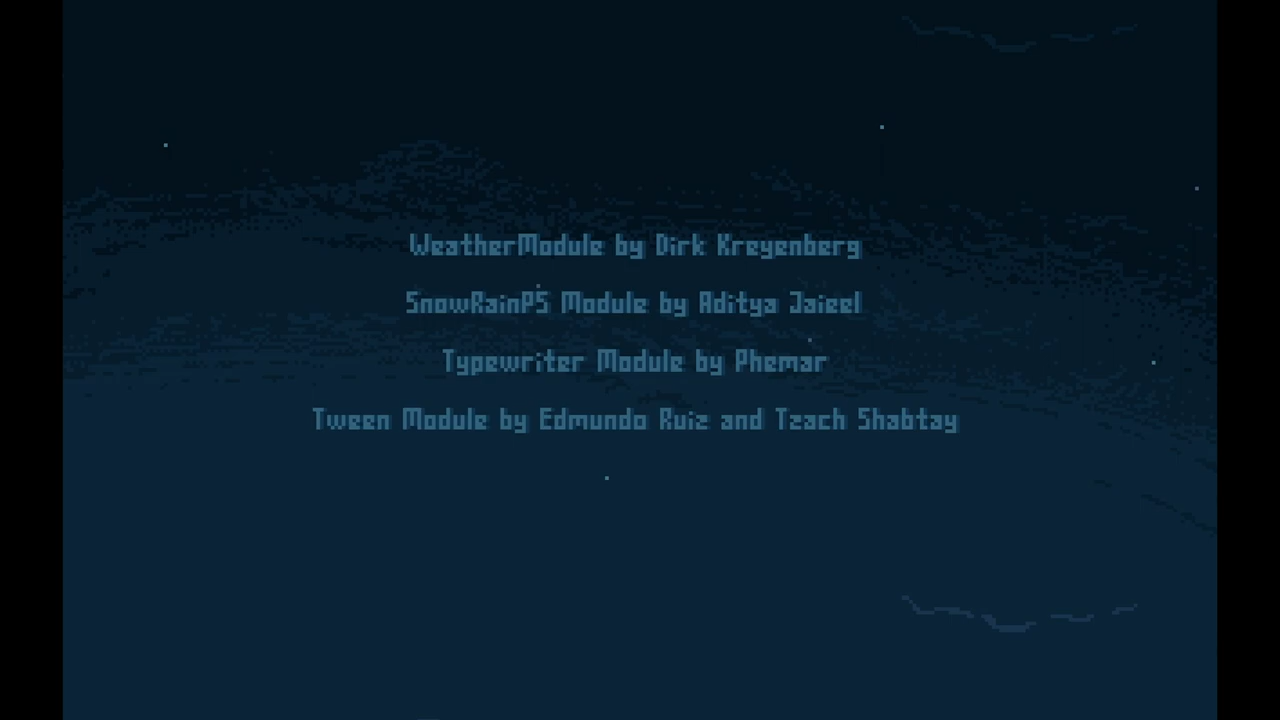 WeatherModule by Dirk Kreyenberg
SnowRainPS Module by Aditya Jaieel
Typewriter Module by Phemar
Tween Module by Edmundo Ruiz and Tzach Shabtay